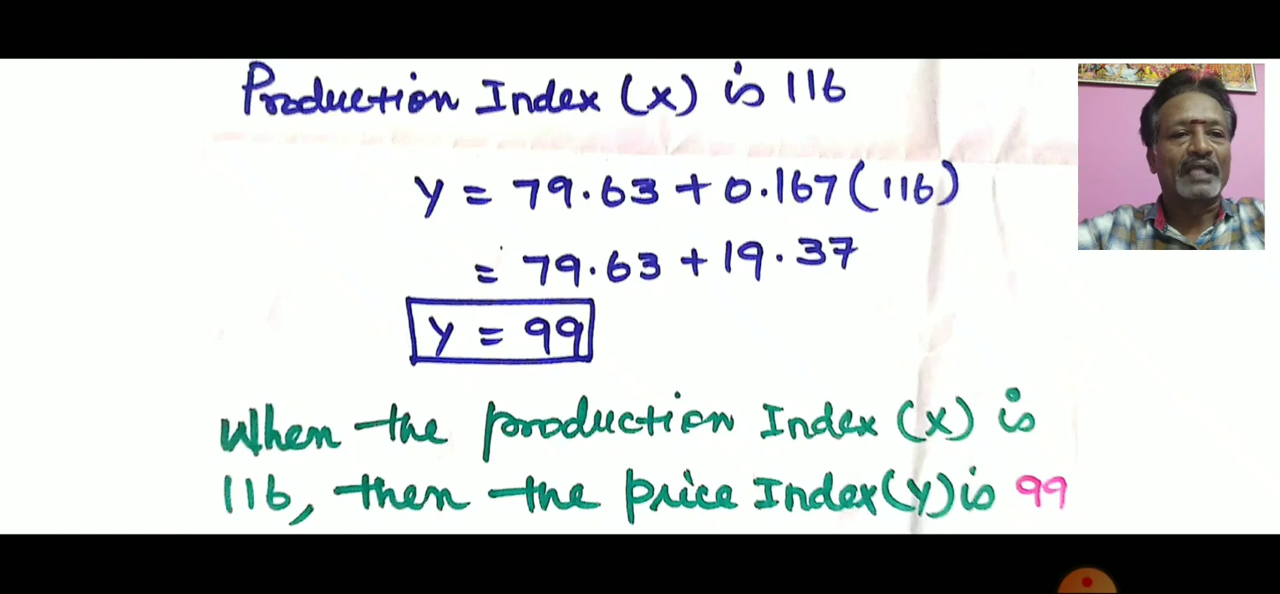 Production Index (x) is 116
Y = 79.63 + 0.167 (116)
= 79.63 + 19.37
Y = 99
When the production Index (x) is
116, then the price Index (Y) is 99